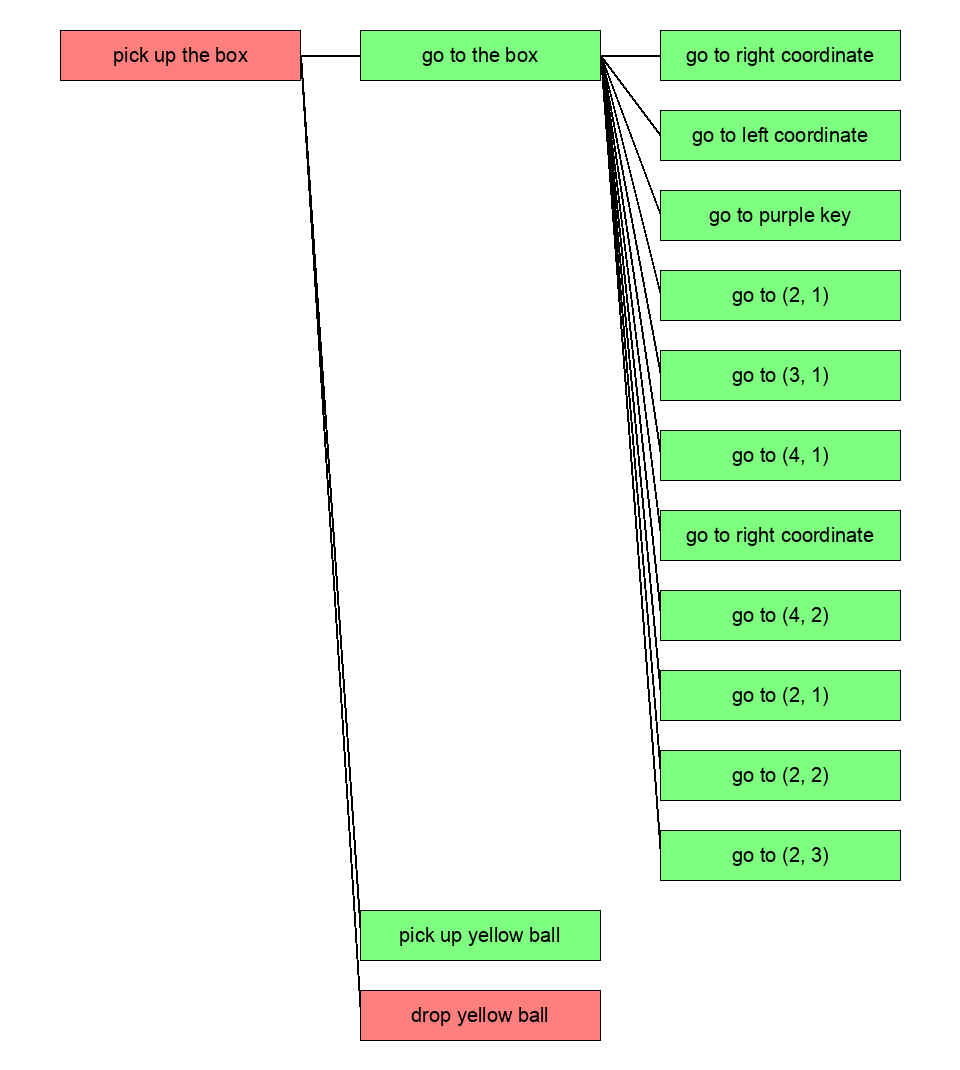 pick up the box
go to the box
go to right coordinate
go to left coordinate
go to purple key
go to (2, 1)
go to (3, 1)
go to (4, 1)
go to right coordinate
go to (4, 2)
go to (2, 1)
go to (2, 2)
go to (2, 3)
pick up yellow ball
drop yellow ball